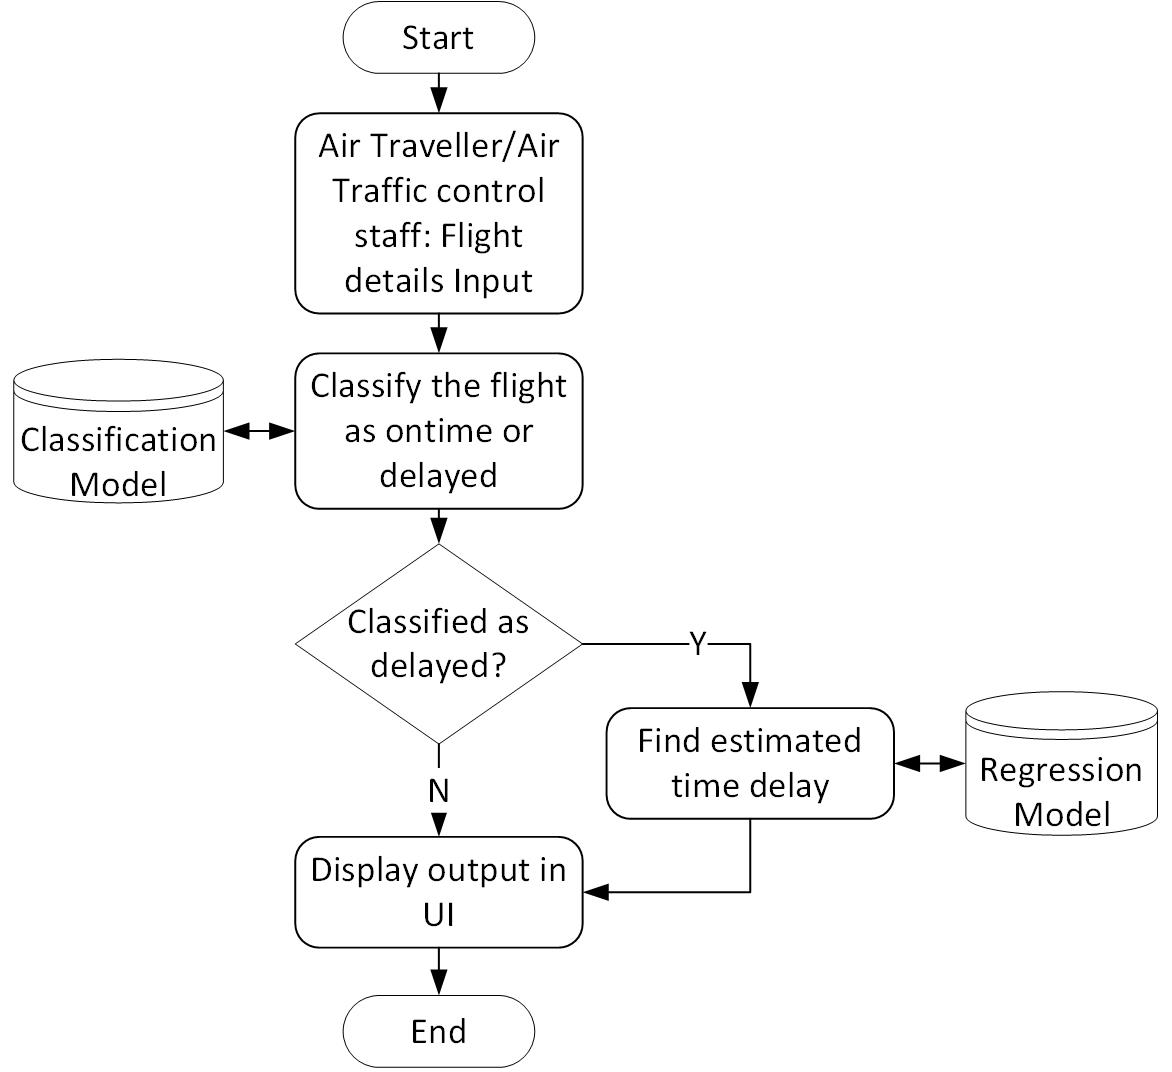 Start
Air Traveller/Air
Traffic control
staff: Flight
details Input
Classify the flight
as ontime or
delayed
Classification
Model
Classified as
delayed?
Y
Find estimated
time delay
Regression
Model
N
Display output in
UI
End